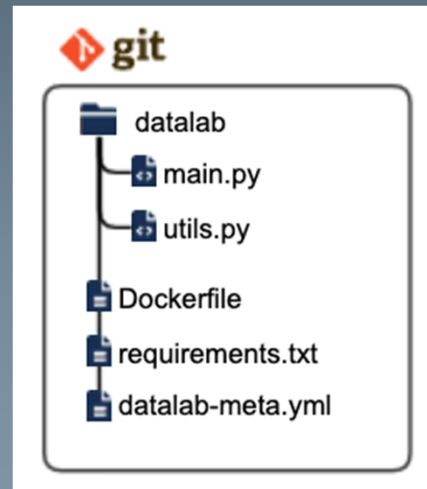 git
datalab
main.py
utils.py
Dockerfile
requirements.txt
datalab-meta.yml